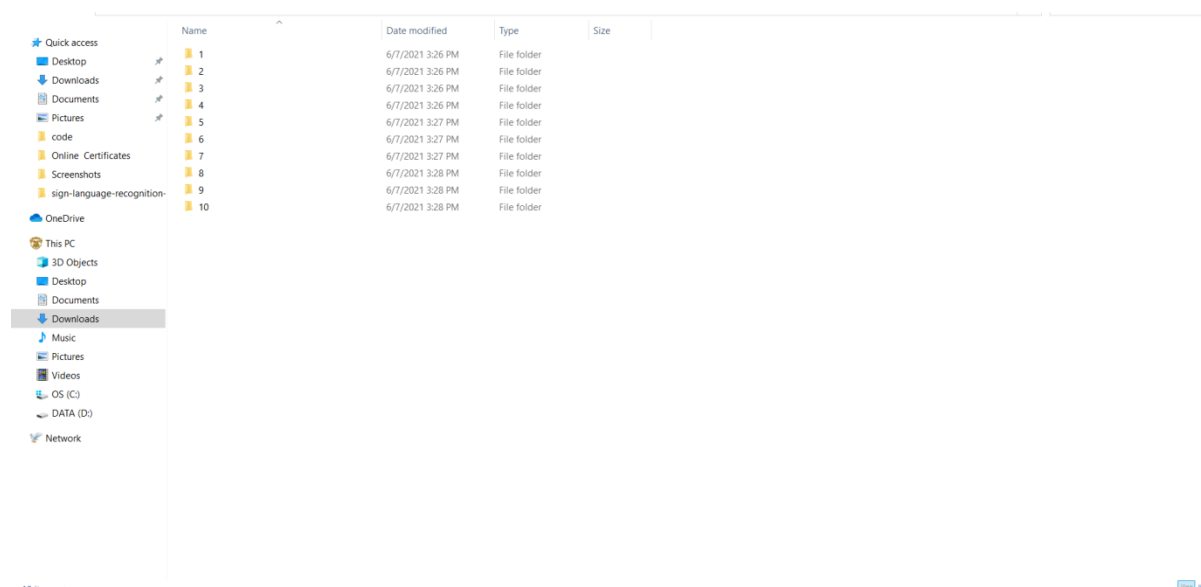 Name Date modified Type Size
Quick access
Desktop
Downloads
Documents
Pictures
code
Online Certificates
Screenshots
sign-language-recognition-
OneDrive
This PC
3D Objects
Desktop
Documents
Downloads
Music
Pictures
Videos
OS (C:)
DATA (D:)
Network
1 6/7/2021 3:26 PM File folder
2 6/7/2021 3:26 PM File folder
3 6/7/2021 3:26 PM File folder
4 6/7/2021 3:26 PM File folder
5 6/7/2021 3:27 PM File folder
6 6/7/2021 3:27 PM File folder
7 6/7/2021 3:27 PM File folder
8 6/7/2021 3:28 PM File folder
9 6/7/2021 3:28 PM File folder
10 6/7/2021 3:28 PM File folder